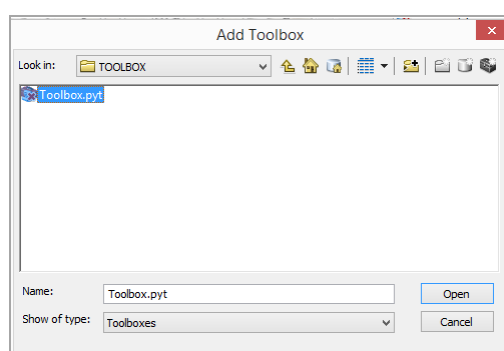 Add Toolbox
Look in: TOOLBOX
Toolbox.pyt
Name: Toolbox.pyt Open
Show of type: Toolboxes Cancel